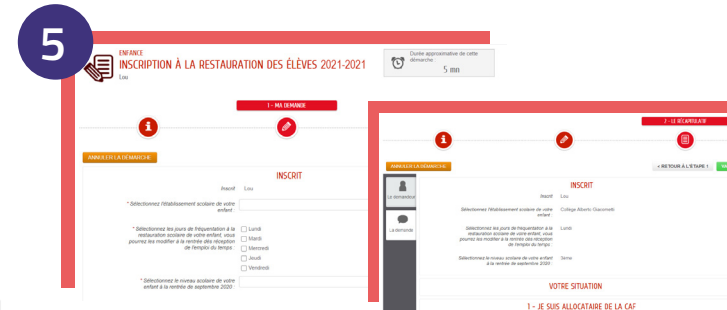 5
ENFANCE
INSCRIPTION À LA RESTAURATION DES ÉLÈVES 2021-2021
Lou
Durée approximative de cette
démarche :
5 mn
1 - MA DEMANDE
ANNULER LA DÉMARCHE
INSCRIT
Inscrit Lou
* Sélectionnez l'établissement scolaire de votre
enfant :
* Sélectionnez les jours de fréquentation à la
restauration scolaire de votre enfant, vous
pourrez les modifier à la rentrée dès réception
de l'emploi du temps :
Lundi
Mardi
Mercredi
Jeudi
Vendredi
* Sélectionnez le niveau scolaire de votre
enfant à la rentrée de septembre 2020 :
2 - LE RÉCAPITULATIF
ANNULER LA DÉMARCHE
< RETOUR À L'ÉTAPE 1
VA
Le demandeur
La demande
INSCRIT
Inscrit Lou
Sélectionnez l'établissement scolaire de votre
enfant :
Collège Alberto Giacometti
Sélectionnez les jours de fréquentation à la
restauration scolaire de votre enfant, vous
pourrez les modifier à la rentrée dès réception
de l'emploi du temps :
Lundi
Sélectionnez le niveau scolaire de votre enfant
à la rentrée de septembre 2020 :
3ème
VOTRE SITUATION
1 - JE SUIS ALLOCATAIRE DE LA CAF